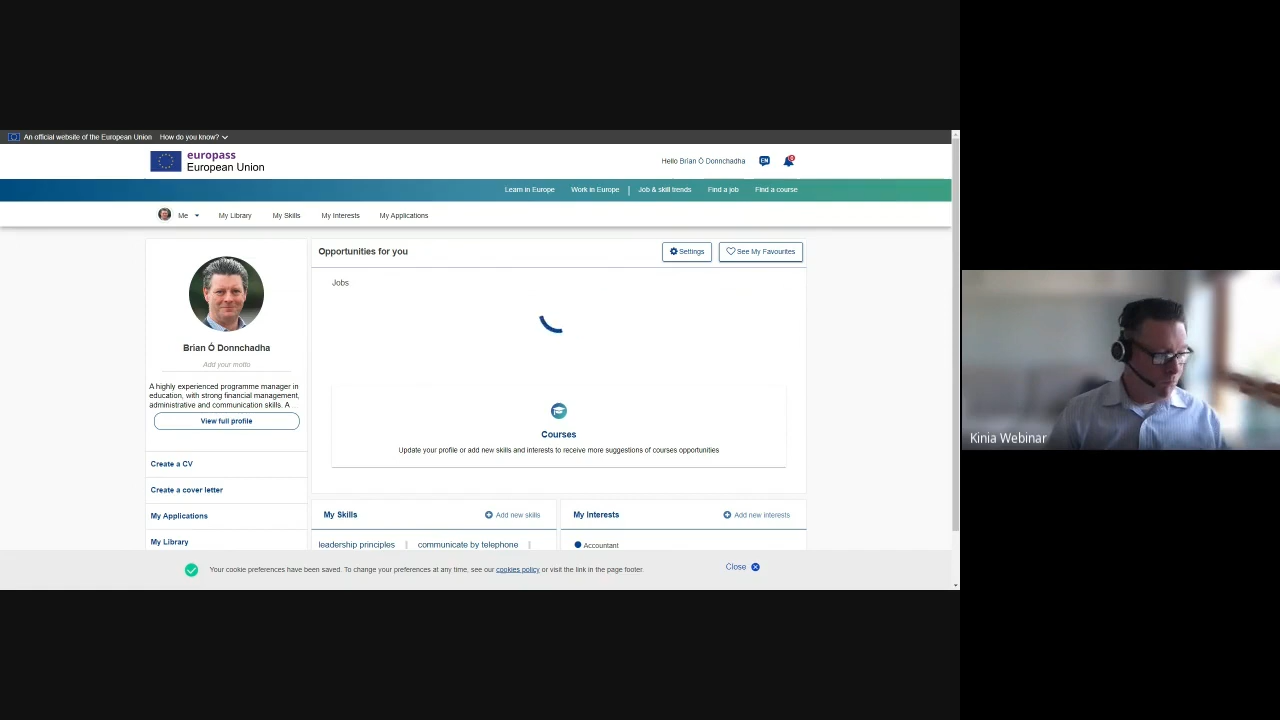 An official website of the European Union How do you know?
europass
European Union
Hello Brian Ó Donnchadha EN
Learn in Europe Work in Europe | Job & skill trends Find a job Find a course
Me My Library My Skills My Interests My Applications
Opportunities for you Settings See My Favourites
Jobs
Brian Ó Donnchadha
Add your motto
A highly experienced programme manager in
education, with strong financial management,
administrative and communication skills. A
View full profile
Courses
Update your profile or add new skills and interests to receive more suggestions of courses opportunities
Create a CV
Create a cover letter
My Applications
My Library
My Skills Add new skills
leadership principles | communicate by telephone |
My Interests Add new interests
Accountant
Your cookie preferences have been saved. To change your preferences at any time, see our cookies policy or visit the link in the page footer.
Close
Kinia Webinar